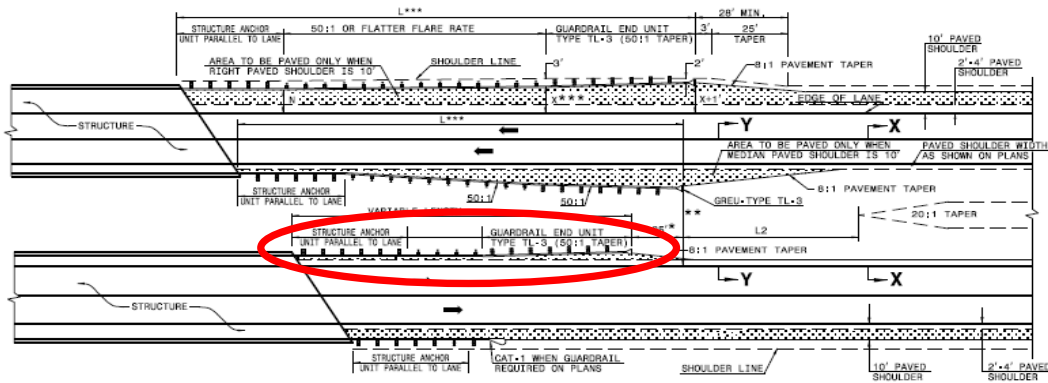 L***
28' MIN.
STRUCTURE ANCHOR
UNIT PARALLEL TO LANE
50:1 OR FLATTER FLARE RATE
GUARDRAIL END UNIT
TYPE TL-3 (50:1 TAPER)
3'
25'
TAPER
10' PAVED
SHOULDER
AREA TO BE PAVED ONLY WHEN
RIGHT PAVED SHOULDER IS 10'
SHOULDER LINE
3'
2'
8:1 PAVEMENT TAPER
2'-4' PAVED
SHOULDER
N
X***
X+1'
EDGE OF LANE
L***
STRUCTURE
Y
X
AREA TO BE PAVED ONLY WHEN
MEDIAN PAVED SHOULDER IS 10'
PAVED SHOULDER WIDTH
AS SHOWN ON PLANS
STRUCTURE ANCHOR
UNIT PARALLEL TO LANE
50:1
50:1
8:1 PAVEMENT TAPER
GREU-TYPE TL-3
**
L2
20:1 TAPER
STRUCTURE ANCHOR
UNIT PARALLEL TO LANE
GUARDRAIL END UNIT
TYPE TL-3 (50:1 TAPER)
8:1 PAVEMENT TAPER
Y
X
STRUCTURE
STRUCTURE ANCHOR
UNIT PARALLEL TO LANE
CAT-1 WHEN GUARDRAIL
REQUIRED ON PLANS
SHOULDER LINE
10' PAVED
SHOULDER
2'-4' PAVED
SHOULDER